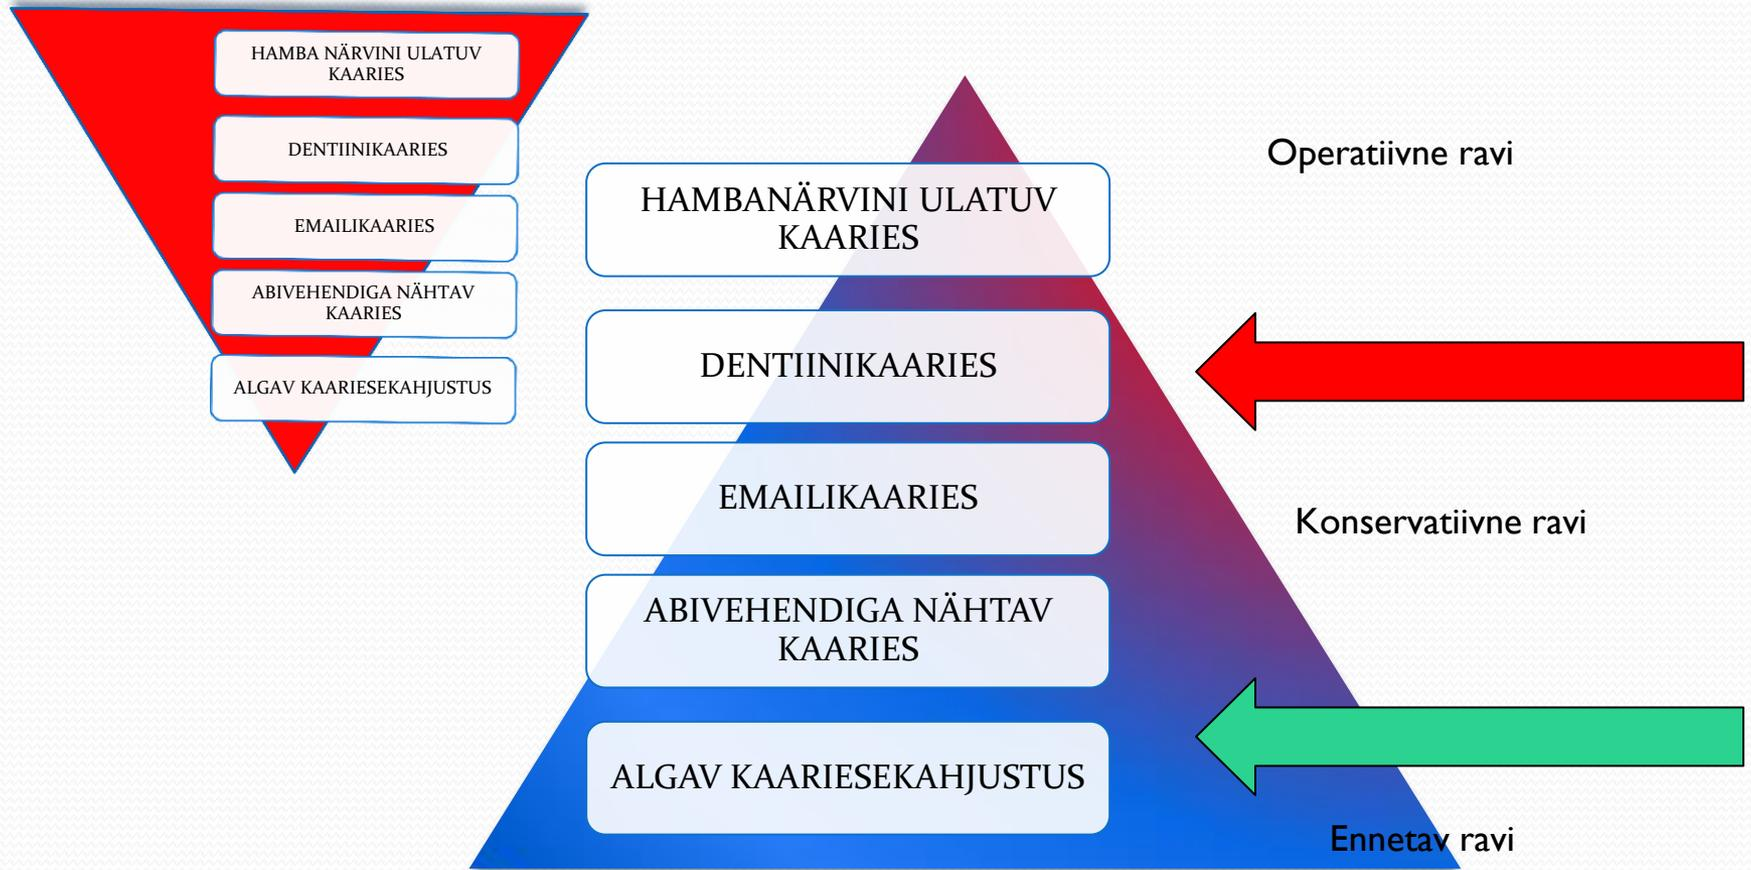 HAMBA NÄRVINI ULATUV
KAARIES
DENTIINIKAARIES
EMAILIKAARIES
ABIVEHENDIGA NÄHTAV
KAARIES
ALGAV KAARIESEKAHJUSTUS
HAMBANÄRVINI ULATUV
KAARIES
DENTIINIKAARIES
EMAILIKAARIES
ABIVEHENDIGA NÄHTAV
KAARIES
ALGAV KAARIESEKAHJUSTUS
Operatiivne ravi
Konservatiivne ravi
Ennetav ravi